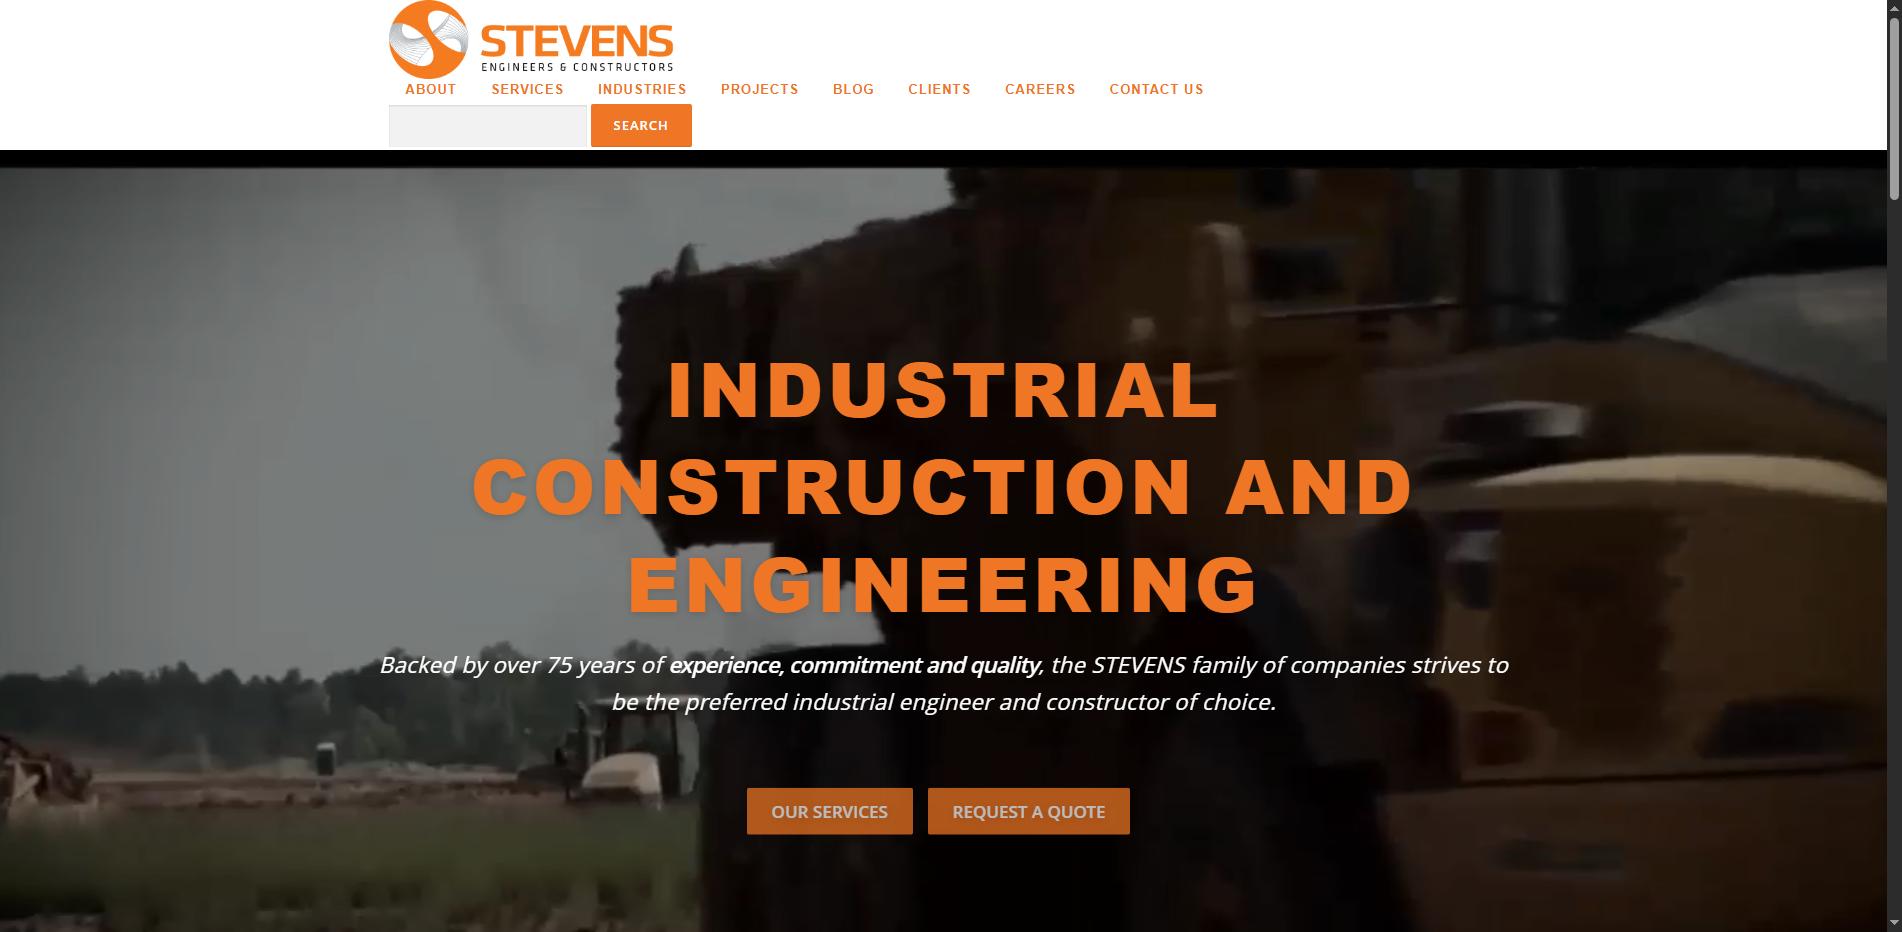 STEVENS
ENGINEERS & CONSTRUCTORS
ABOUT SERVICES INDUSTRIES PROJECTS BLOG CLIENTS CAREERS CONTACT US
SEARCH
INDUSTRIAL
CONSTRUCTION AND
ENGINEERING
Backed by over 75 years of experience, commitment and quality, the STEVENS family of companies strives to
be the preferred industrial engineer and constructor of choice.
OUR SERVICES REQUEST A QUOTE